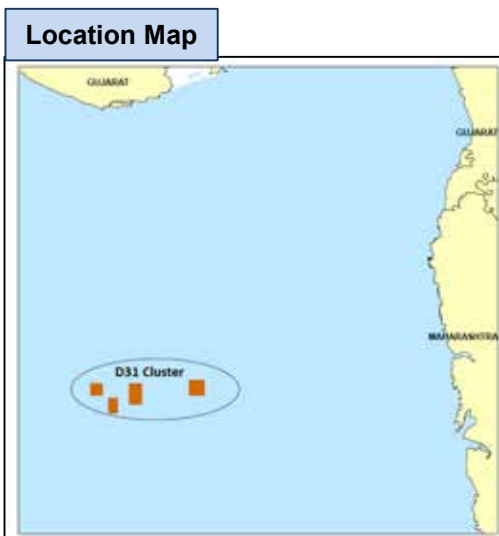 Location Map
GUJARAT
GUJARAT
MAHARASHTRA
D31 Cluster